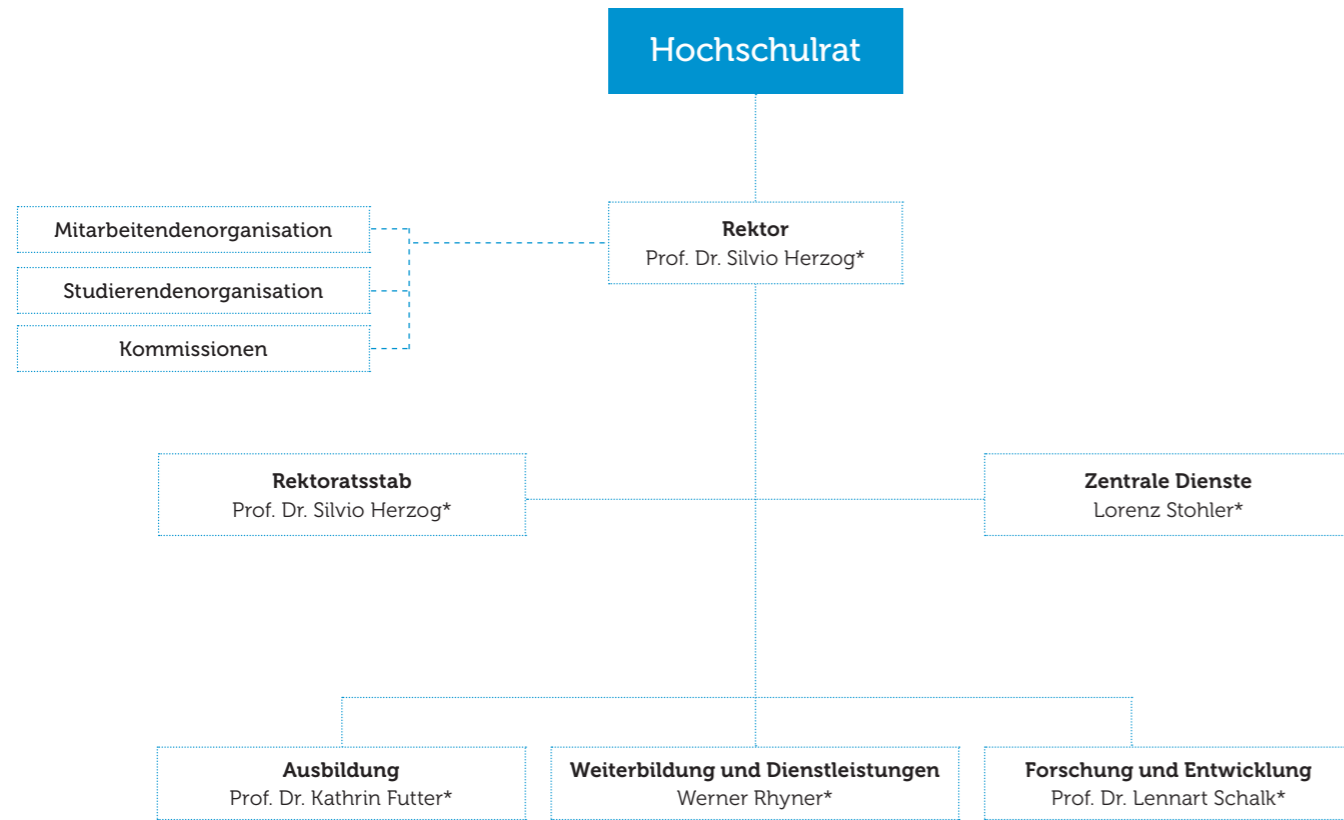 Hochschulrat
Rektor
Prof. Dr. Silvio Herzog*
Mitarbeitendenorganisation
Studierendenorganisation
Kommissionen
Rektoratsstab
Prof. Dr. Silvio Herzog*
Zentrale Dienste
Lorenz Stohler*
Ausbildung
Prof. Dr. Kathrin Futter*
Weiterbildung und Dienstleistungen
Werner Rhyner*
Forschung und Entwicklung
Prof. Dr. Lennart Schalk*